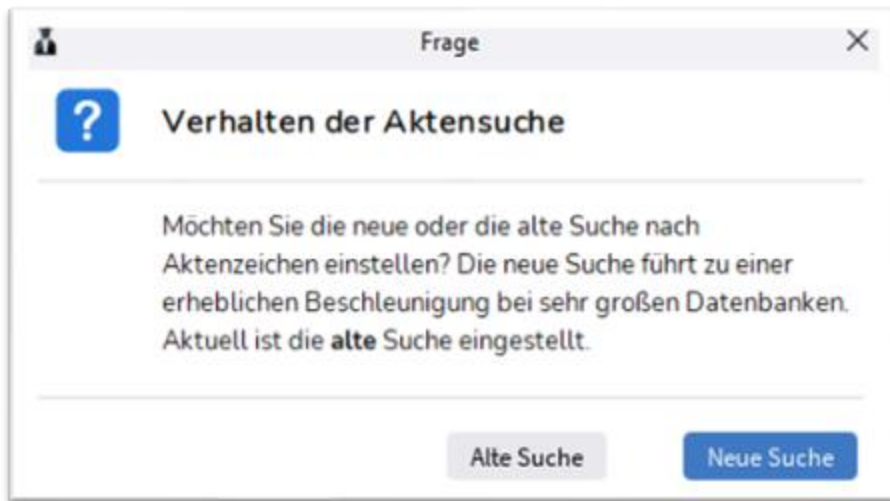 Frage
Verhalten der Aktensuche
Möchten Sie die neue oder die alte Suche nach
Aktenzeichen einstellen? Die neue Suche führt zu einer
erheblichen Beschleunigung bei sehr großen Datenbanken.
Aktuell ist die alte Suche eingestellt.
Alte Suche
Neue Suche